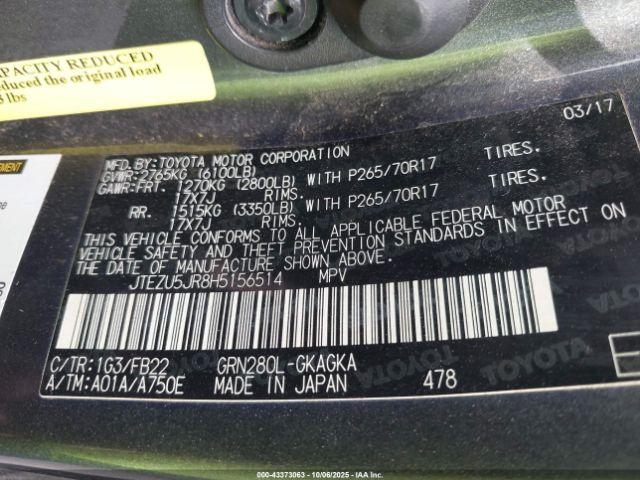 CAPACITY REDUCED
reduced the original load
lbs
03/17
MFD. BY: TOYOTA MOTOR CORPORATION
GVWR: 2765KG (6100LB)
GAWR: FRT. 1270KG (2800LB) WITH P265/70R17 TIRES.
17X7J RIMS.
RR. 1515KG (3350LB) WITH P265/70R17 TIRES.
17X7J RIMS.
THIS VEHICLE CONFORMS TO ALL APPLICABLE FEDERAL MOTOR
VEHICLE SAFETY AND THEFT PREVENTION STANDARDS IN EFFECT ON
THE DATE OF MANUFACTURE SHOWN ABOVE.
JTEZU5JR8H5156514 MPV
C/TR: 1G3/FB22 GRN280L-GKAGKA
A/TM: A01A/A750E MADE IN JAPAN 478
00-43373063 | 10/06/2025 - IAA, Inc.